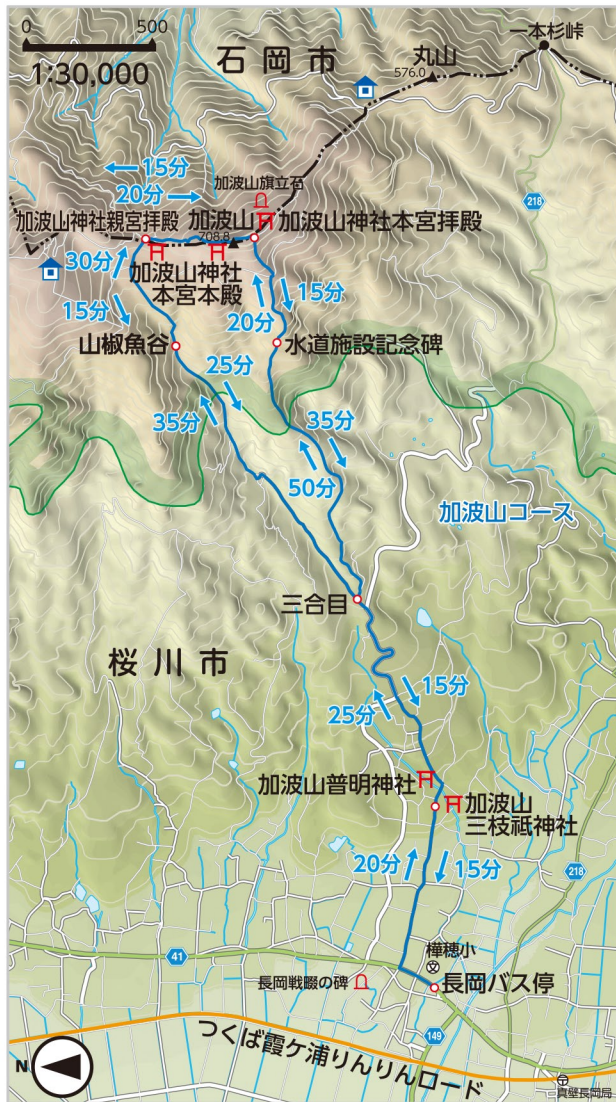 0 500
1:30,000
石岡市
丸山
576.0
一本杉峠
218
15分
20分
加波山旗立石
加波山神社親宮拝殿
加波山
加波山神社本宮拝殿
708.8
加波山神社
本宮本殿
30分
15分
15分
20分
山椒魚谷
水道施設記念碑
25分
35分
35分
50分
加波山コース
三合目
桜川市
15分
25分
加波山普明神社
加波山
三枝祇神社
20分
15分
218
樺穂小
文
41
長岡戦畷の碑
長岡バス停
149
つくば霞ケ浦りんりんロード
N
真壁長岡局